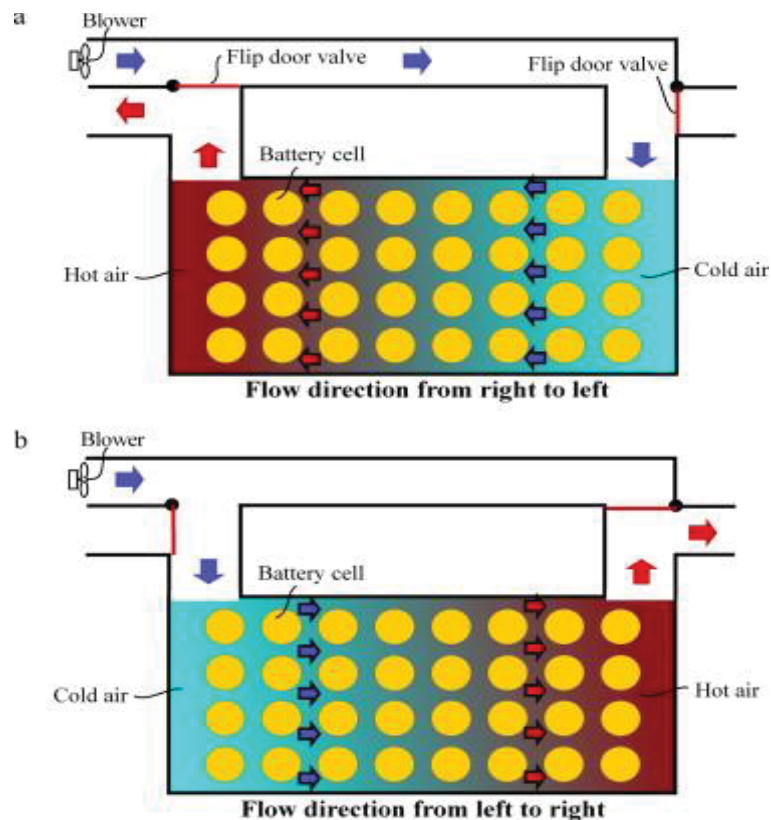 a
Blower
Flip door valve
Flip door valve
Battery cell
Hot air
Cold air
Flow direction from right to left
b
Blower
Battery cell
Cold air
Hot air
Flow direction from left to right